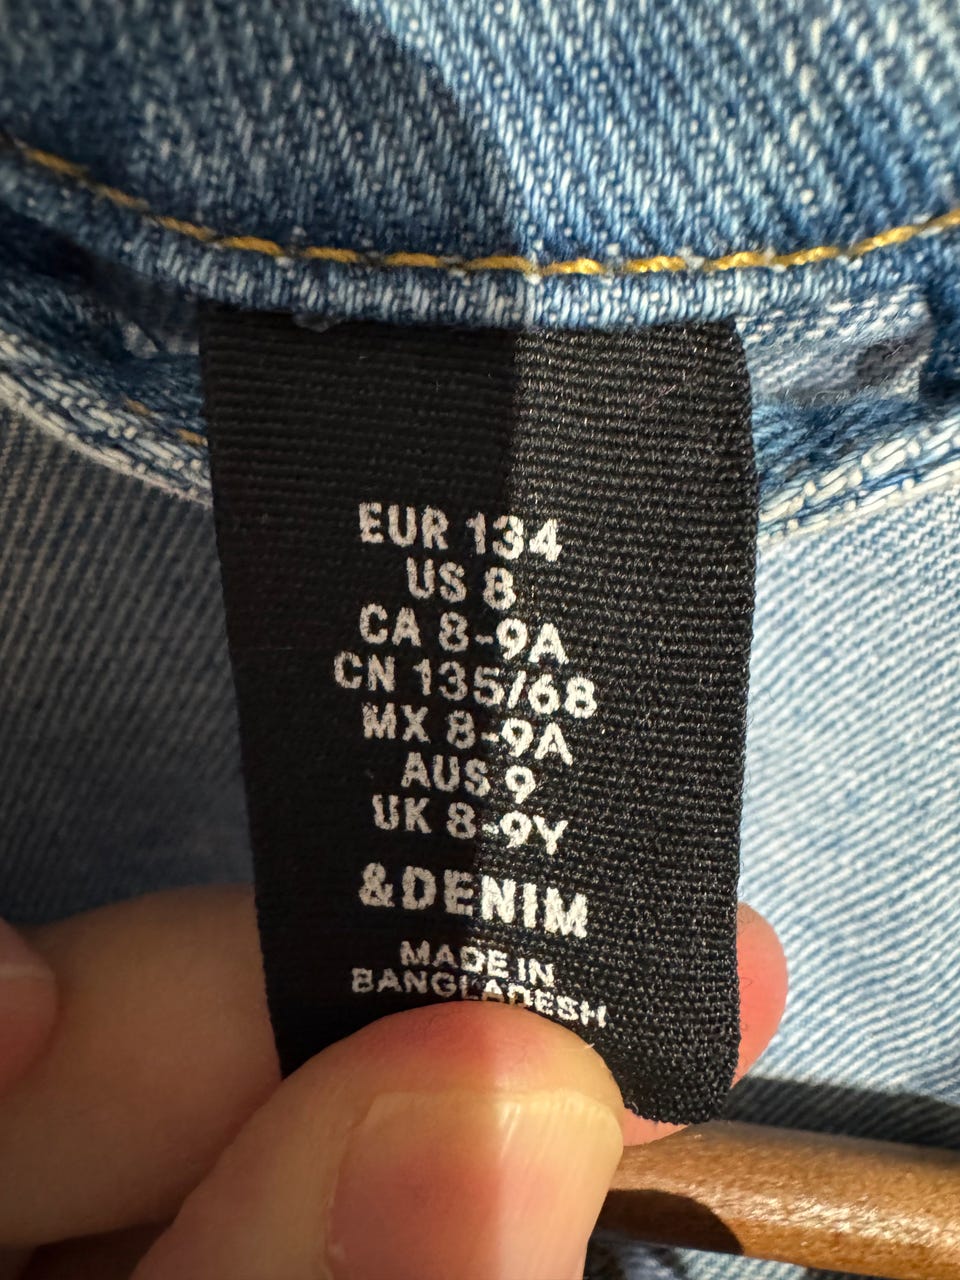 EUR 134
US 8
CA 8-9A
CN 135/68
MX 8-9A
AUS 9
UK 8-9Y
&DENIM
MADE IN
BANGLADESH